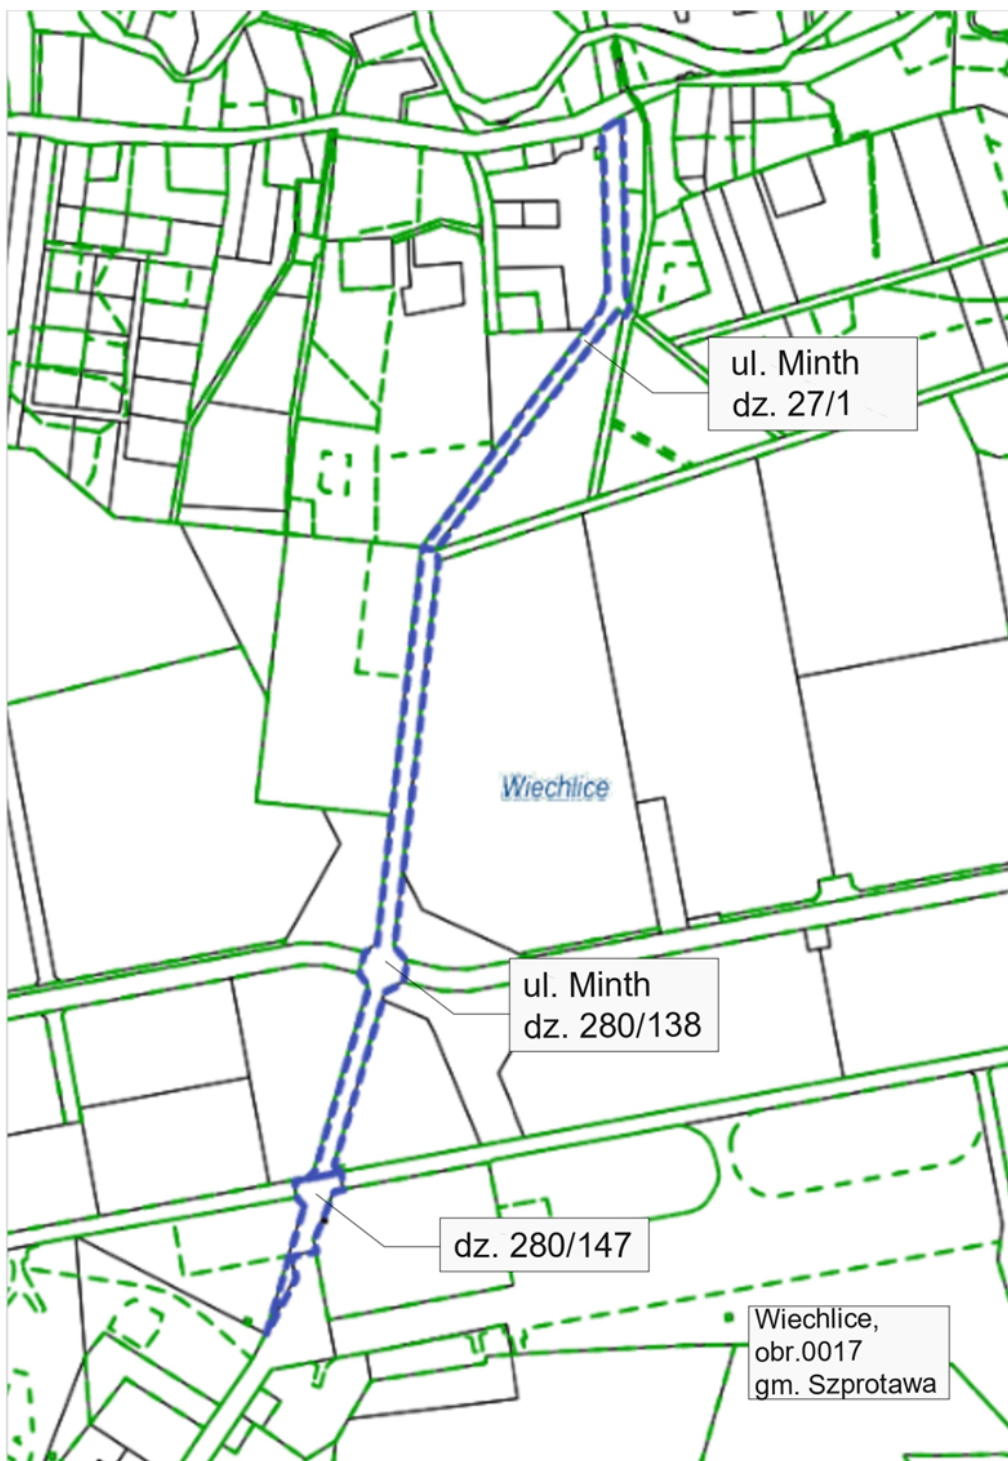 ul. Minth
dz. 27/1
Wiechlice
ul. Minth
dz. 280/138
dz. 280/147
Wiechlice,
obr.0017
gm. Szprotawa